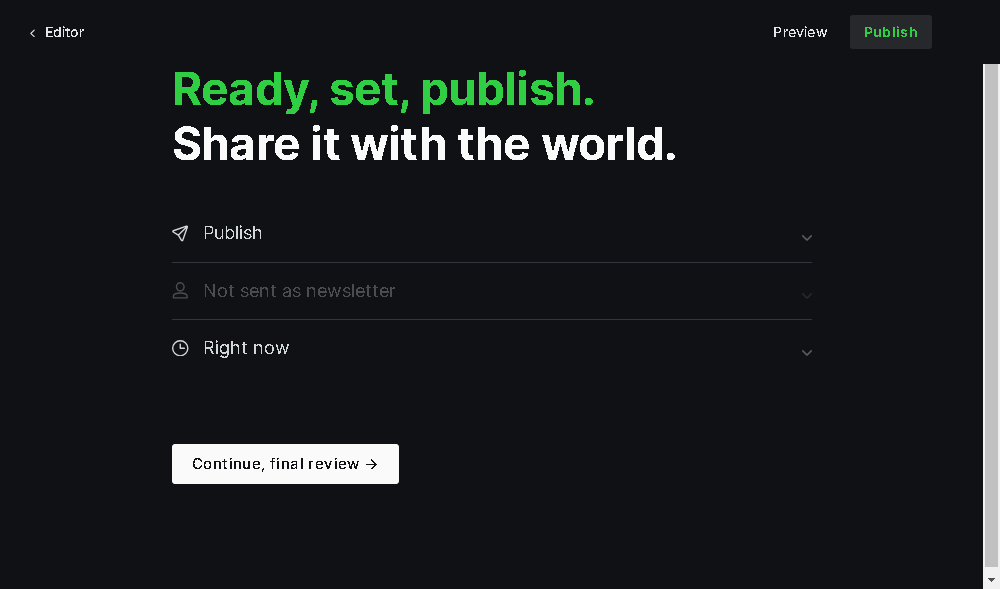 Editor
Preview
Publish
Ready, set, publish.
Share it with the world.
Publish
Not sent as newsletter
Right now
Continue, final review →